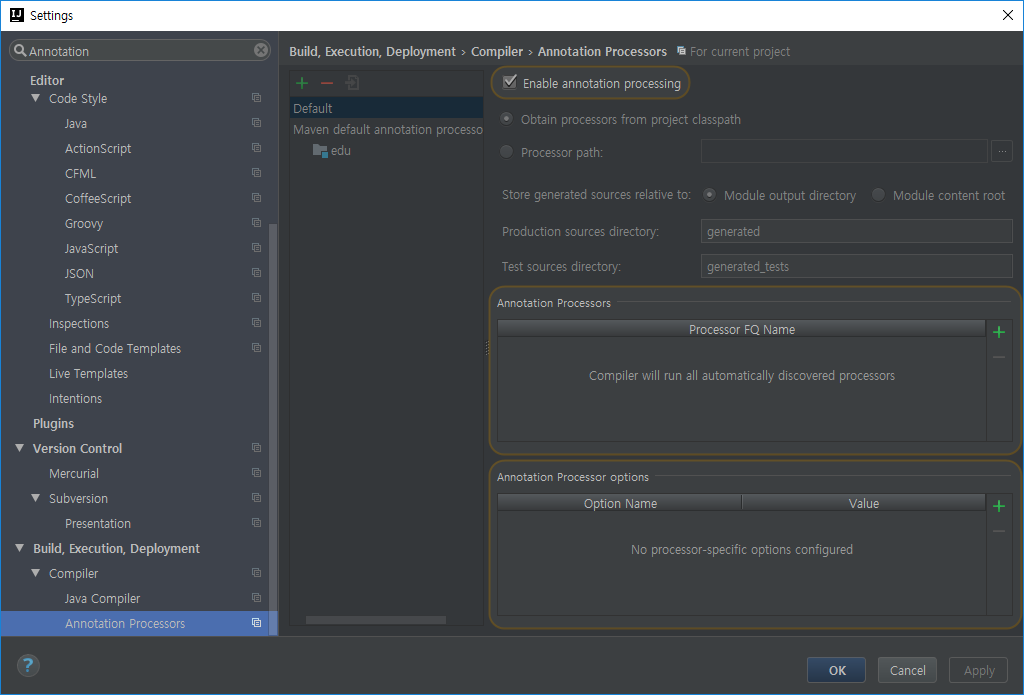 Settings
Annotation
Editor
Code Style
Java
ActionScript
CFML
CoffeeScript
Groovy
JavaScript
JSON
TypeScript
Inspections
File and Code Templates
Live Templates
Intentions
Plugins
Version Control
Mercurial
Subversion
Presentation
Build, Execution, Deployment
Compiler
Java Compiler
Annotation Processors
Build, Execution, Deployment › Compiler › Annotation Processors For current project
Default
Maven default annotation processo
edu
Enable annotation processing
Obtain processors from project classpath
Processor path:
...
Store generated sources relative to: Module output directory Module content root
Production sources directory: generated
Test sources directory: generated_tests
Annotation Processors
Processor FQ Name
Compiler will run all automatically discovered processors
Annotation Processor options
Option Name Value
No processor-specific options configured
?
OK Cancel Apply